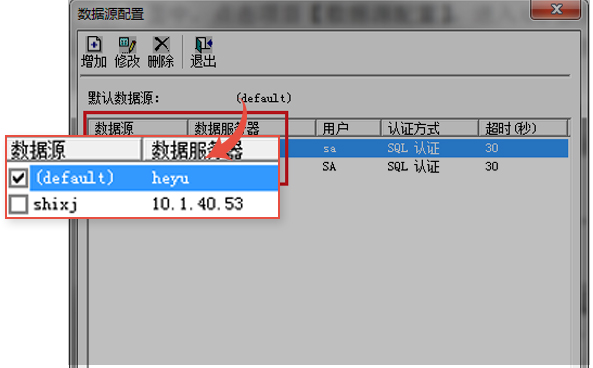 数据源配置
增加 修改 删除 退出
默认数据源： (default)
数据源 数据服务器 用户 认证方式 超时(秒)
sa SQL 认证 30
SA SQL 认证 30
数据源 数据服务器
(default) heyu
shixj 10.1.40.53